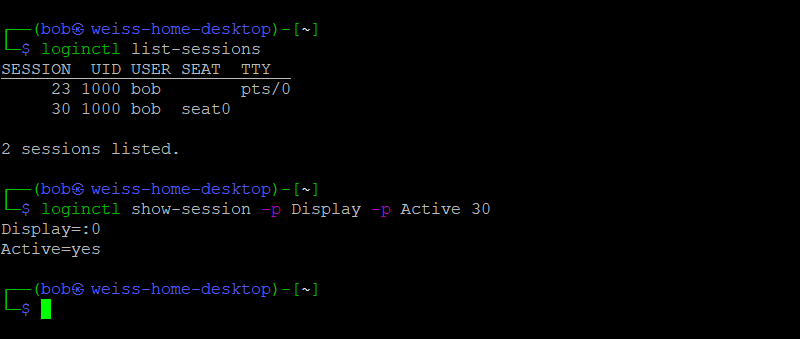 ┌──(bob㉿ weiss-home-desktop)-[~]
└─$ loginctl list-sessions
SESSION  UID USER SEAT  TTY
     23 1000 bob        pts/0
     30 1000 bob  seat0

2 sessions listed.

┌──(bob㉿ weiss-home-desktop)-[~]
└─$ loginctl show-session -p Display -p Active 30
Display=:0
Active=yes

┌──(bob㉿ weiss-home-desktop)-[~]
└─$